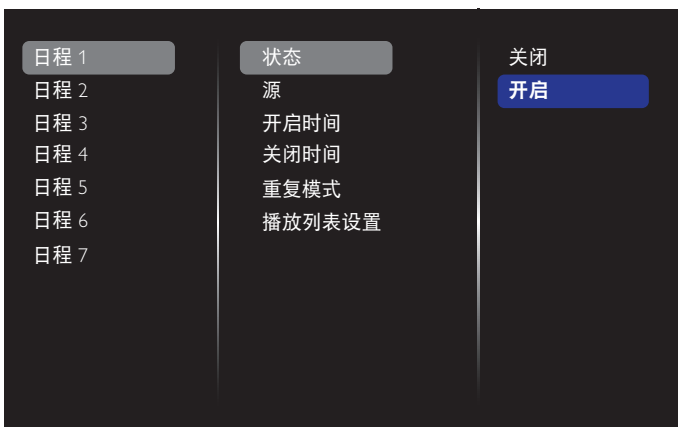 日程 1
日程 2
日程 3
日程 4
日程 5
日程 6
日程 7
状态
源
开启时间
关闭时间
重复模式
播放列表设置
关闭
开启